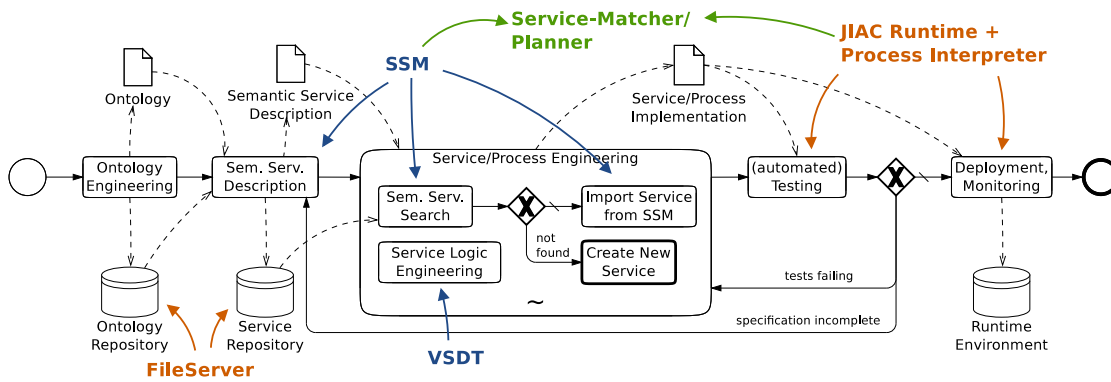 Service-Matcher/
Planner
JIAC Runtime +
Process Interpreter
SSM
Ontology
Semantic Service
Description
Service/Process
Implementation
Service/Process Engineering
Ontology
Engineering
Sem. Serv.
Description
Sem. Serv.
Search
X
Import Service
from SSM
(automated)
Testing
X
Deployment,
Monitoring
not
found
Service Logic
Engineering
Create New
Service
~
tests failing
specification incomplete
Ontology
Repository
Service
Repository
Runtime
Environment
FileServer
VSDT